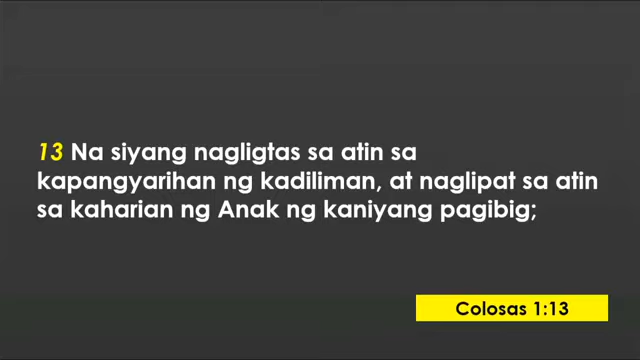 13 Na siyang nagligtas sa atin sa
kapangyarihan ng kadiliman, at naglipat sa atin
sa kaharian ng Anak ng kaniyang pagibig;
Colosas 1:13